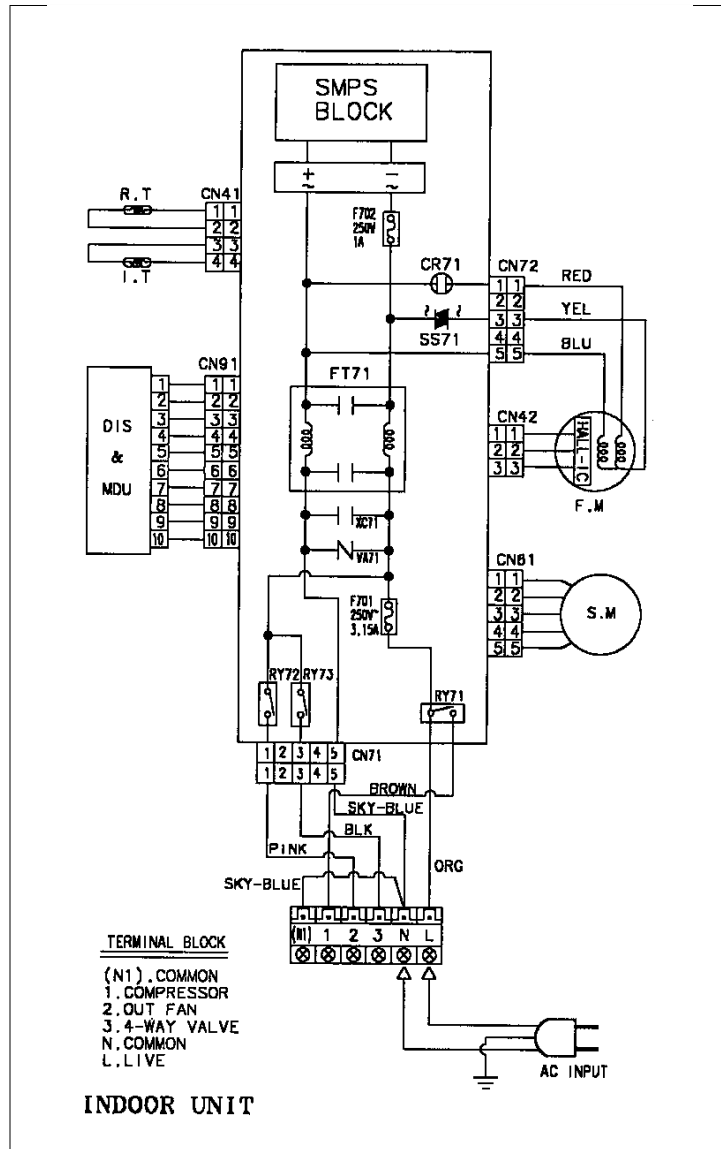 SMPS
BLOCK
+
~
−
~
R.T
CN41
1 1
2 2
3 3
4 4
I.T
F702
250V
1A
CR71
CN72
1 1
2 2
3 3
4 4
5 5
RED
YEL
BLU
SS71
FT71
CN91
DIS
&
MDU
1 1 1
2 2 2
3 3 3
4 4 4
5 5 5
6 6 6
7 7 7
8 8 8
9 9 9
10 10 10
CN42
1 1
2 2
3 3
HALL-IC
F.M
XC71
VA71
CN61
1 1
2 2
3 3
4 4
5 5
S.M
F701
250V~
3.15A
RY72
RY73
RY71
1 2 3 4 5
1 2 3 4 5
CN71
BROWN
SKY-BLUE
BLK
PINK
ORG
SKY-BLUE
(N1) 1 2 3 N L
TERMINAL BLOCK
(N1).COMMON
1.COMPRESSOR
2.OUT FAN
3.4-WAY VALVE
N.COMMON
L.LIVE
AC INPUT
INDOOR UNIT